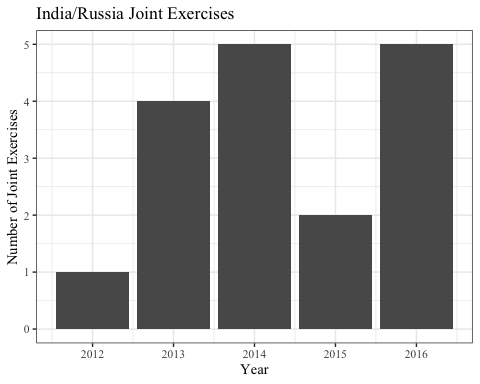 India/Russia Joint Exercises
Number of Joint Exercises
5
4
3
2
1
0
2012 2013 2014 2015 2016
Year